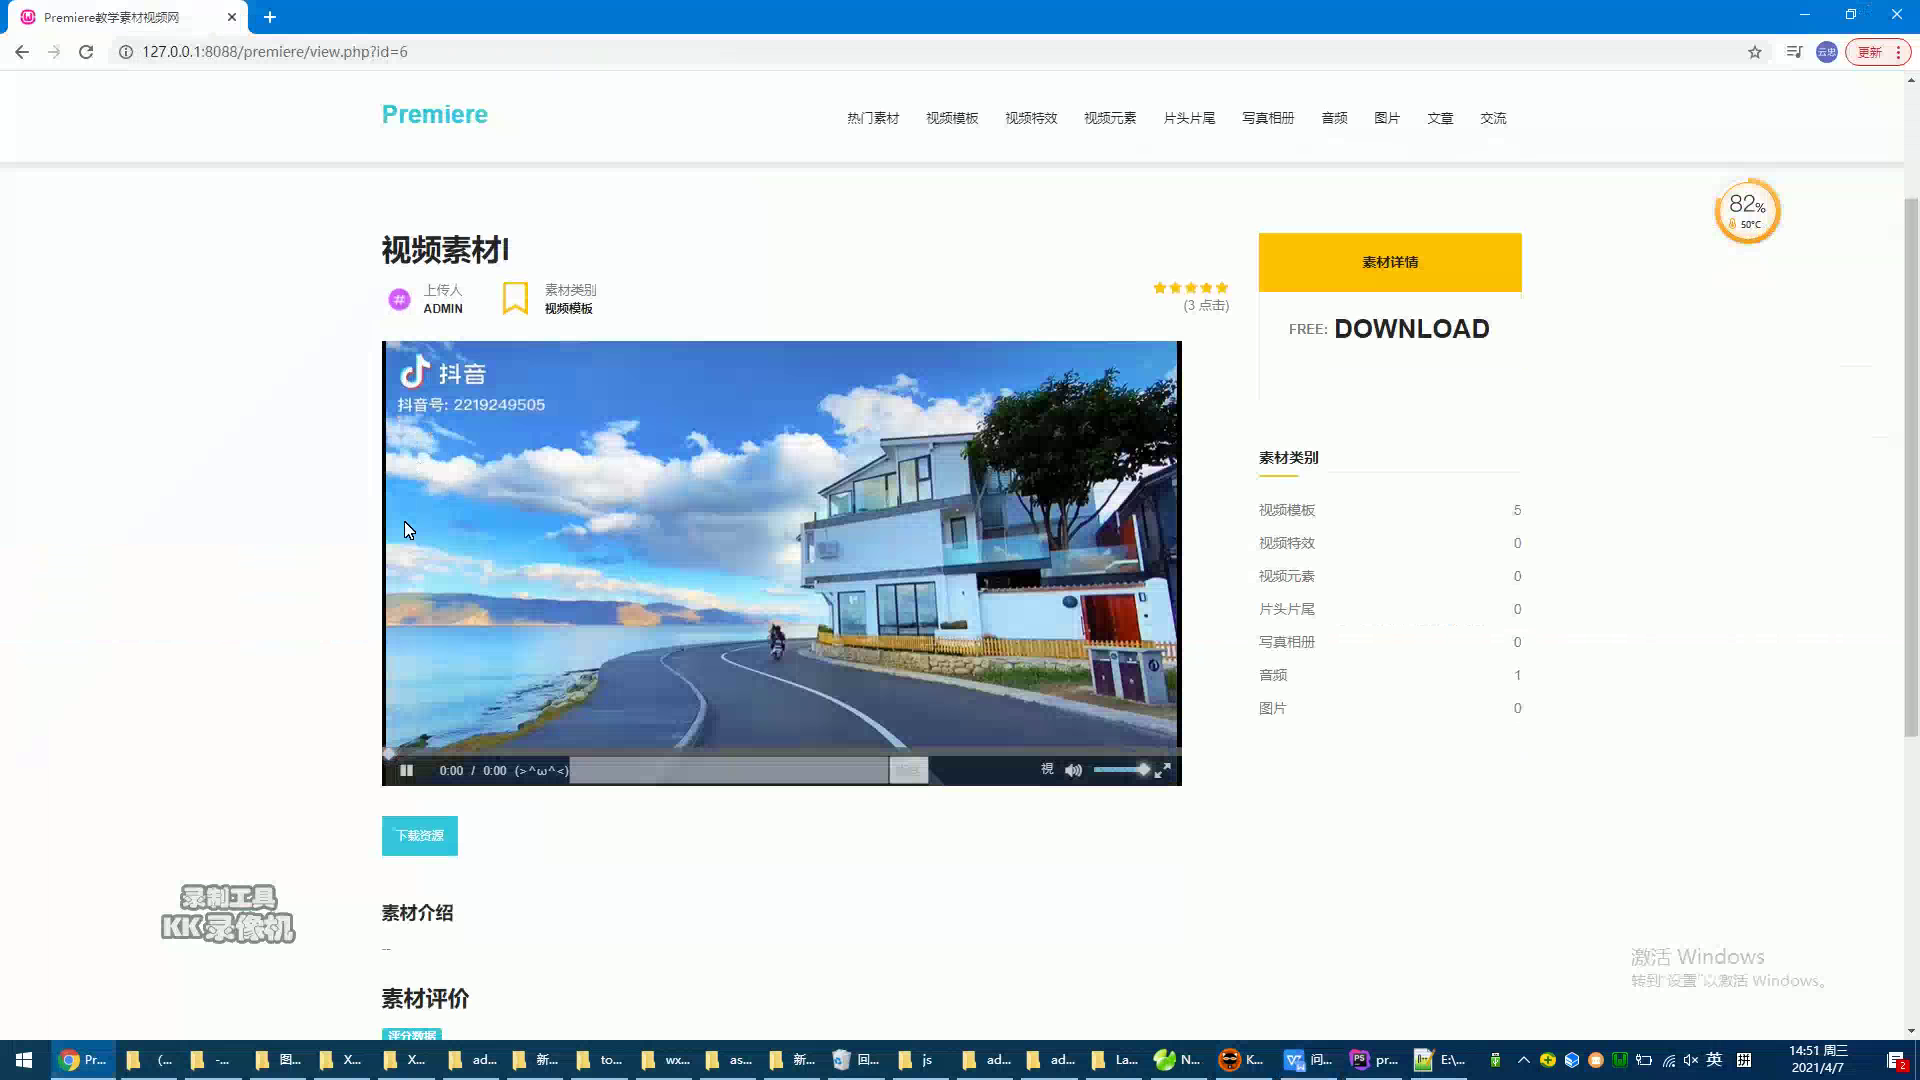 Premiere教学素材视频网
127.0.0.1:8088/premiere/view.php?id=6
云忠
更新
Premiere
热门素材 视频模板 视频特效 视频元素 片头片尾 写真相册 音频 图片 文章 交流
82%
50°C
视频素材I
上传人
ADMIN
素材类别
视频模板
(3 点击)
素材详情
FREE: DOWNLOAD
抖音
抖音号: 2219249505
素材类别
视频模板 5
视频特效 0
视频元素 0
片头片尾 0
写真相册 0
音频 1
图片 0
0:00 / 0:00 (>^ω^<)
視
下载资源
素材介绍
--
素材评价
评分数据
录制工具
KK录像机
激活 Windows
转到"设置"以激活 Windows。
Pr... (... -... 图... X... X... ad... 新... to... wx... as... 新... 回... js ad... ad... La... N... K... 问... pr... E:\...
英
拼
14:51 周三
2021/4/7
2